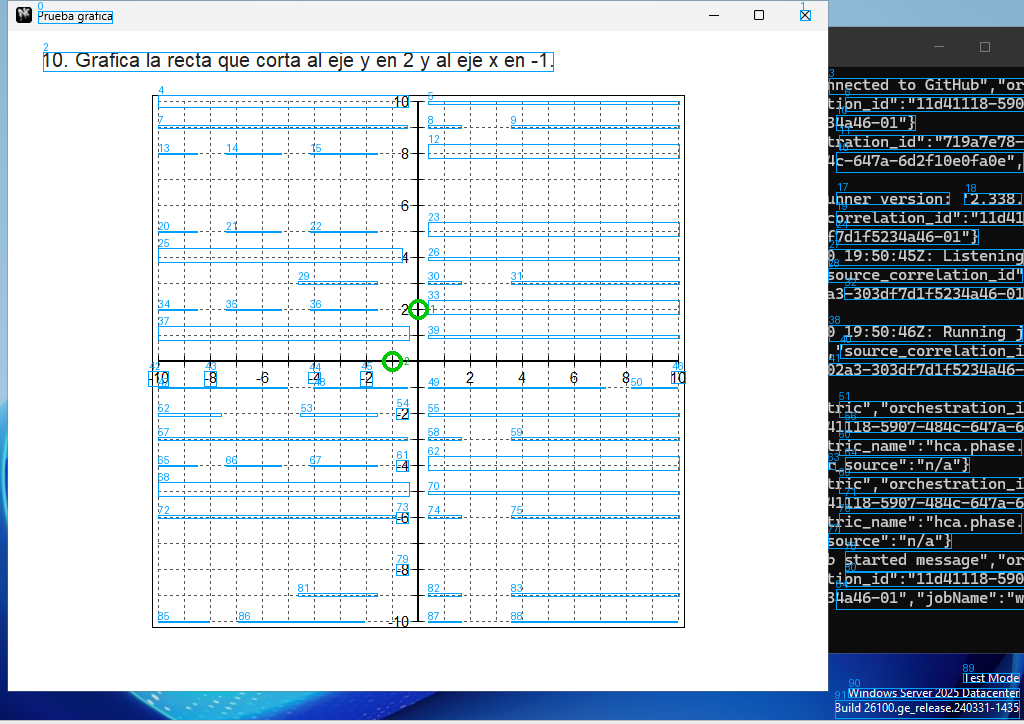 Prueba grafica
10. Grafica la recta que corta al eje y en 2 y al eje x en -1.
10
8
6
4
2
-10 -8 -6 -4 -2 2 4 6 8 10
-2
-4
-6
-8
-10
nnected to GitHub","or
tion_id":"11d41118-590
34a46-01"}
tration_id":"719a7e78-
4c-647a-6d2f10e0fa0e",
unner version: '2.338.
correlation_id":"11d41
f7d1f5234a46-01"}
0 19:50:45Z: Listening
source_correlation_id"
a3-303df7d1f5234a46-01
0 19:50:46Z: Running j
"source_correlation_i
02a3-303df7d1f5234a46-
tric","orchestration_i
41118-5907-484c-647a-6
tric_name":"hca.phase.
_source":"n/a"}
tric","orchestration_i
41118-5907-484c-647a-6
tric_name":"hca.phase.
source":"n/a"}
b started message","or
tion_id":"11d41118-590
34a46-01","jobName":"w
Test Mode
Windows Server 2025 Datacenter
Build 26100.ge_release.240331-1435